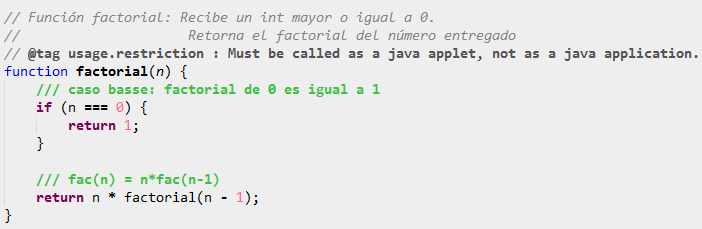 // Función factorial: Recibe un int mayor o igual a 0.
//                     Retorna el factorial del número entregado
// @tag usage.restriction : Must be called as a java applet, not as a java application.
function factorial(n) {
    /// caso basse: factorial de 0 es igual a 1
    if (n === 0) {
        return 1;
    }

    /// fac(n) = n*fac(n-1)
    return n * factorial(n - 1);
}